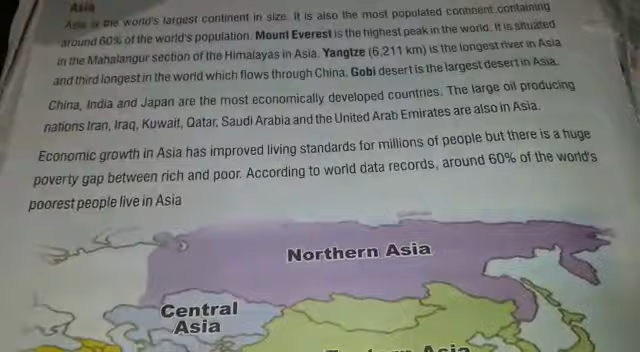 Asia
Asia is the world's largest continent in size. It is also the most populated continent containing
around 60% of the world's population. Mount Everest is the highest peak in the world. It is situated
in the Mahalangur section of the Himalayas in Asia. Yangtze (6,211 km) is the longest river in Asia
and third longest in the world which flows through China. Gobi desert is the largest desert in Asia.
China, India and Japan are the most economically developed countries. The large oil producing
nations Iran, Iraq, Kuwait, Qatar, Saudi Arabia and the United Arab Emirates are also in Asia.
Economic growth in Asia has improved living standards for millions of people but there is a huge
poverty gap between rich and poor. According to world data records, around 60% of the world's
poorest people live in Asia
Northern Asia
Central
Asia
Asia